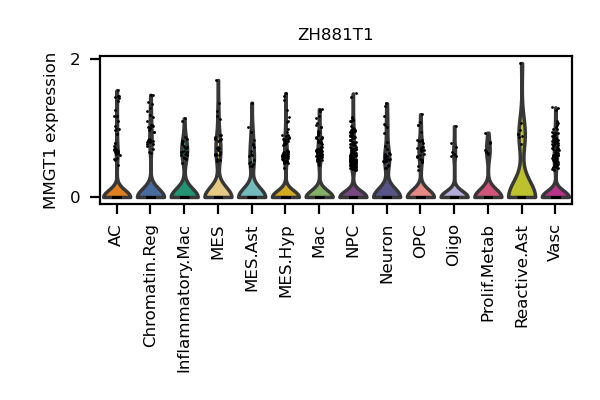 ZH881T1
MMGT1 expression
2
0
AC
Chromatin.Reg
Inflammatory.Mac
MES
MES.Ast
MES.Hyp
Mac
NPC
Neuron
OPC
Oligo
Prolif.Metab
Reactive.Ast
Vasc